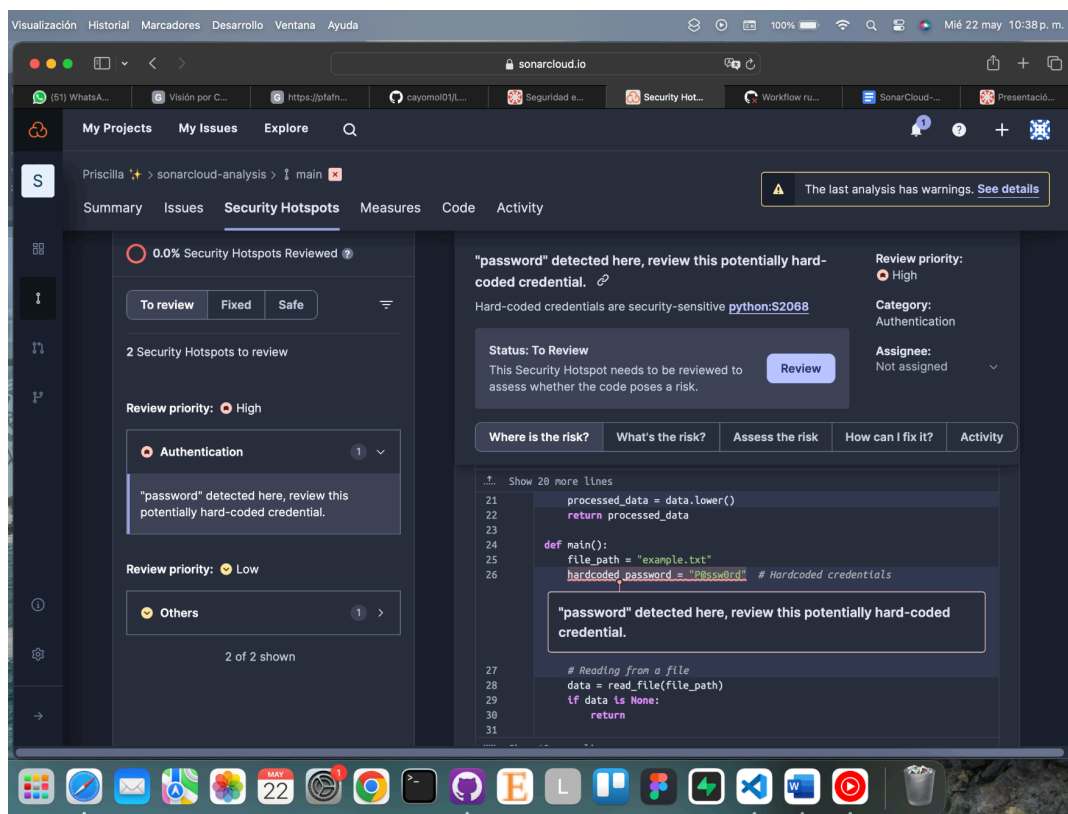 Visualización Historial Marcadores Desarrollo Ventana Ayuda
100%
Mié 22 may 10:38 p. m.
sonarcloud.io
(51) WhatsA...
Visión por C...
https://pfafn...
cayomol01/L...
Seguridad e...
Security Hot...
Workflow ru...
SonarCloud-...
Presentació...
My Projects My Issues Explore
1
S
Priscilla > sonarcloud-analysis > main
The last analysis has warnings. See details
Summary Issues Security Hotspots Measures Code Activity
0.0% Security Hotspots Reviewed
To review Fixed Safe
2 Security Hotspots to review
Review priority: High
Authentication 1
"password" detected here, review this
potentially hard-coded credential.
Review priority: Low
Others 1
2 of 2 shown
"password" detected here, review this potentially hard-
coded credential.
Hard-coded credentials are security-sensitive python:S2068
Review priority:
High
Category:
Authentication
Assignee:
Not assigned
Status: To Review
This Security Hotspot needs to be reviewed to
assess whether the code poses a risk.
Review
Where is the risk? What's the risk? Assess the risk How can I fix it? Activity
Show 20 more lines
21 processed_data = data.lower()
22 return processed_data
23
24 def main():
25 file_path = "example.txt"
26 hardcoded_password = "P@ssw0rd" # Hardcoded credentials
"password" detected here, review this potentially hard-coded
credential.
27 # Reading from a file
28 data = read_file(file_path)
29 if data is None:
30 return
31
MAY
22
1
E
L
W